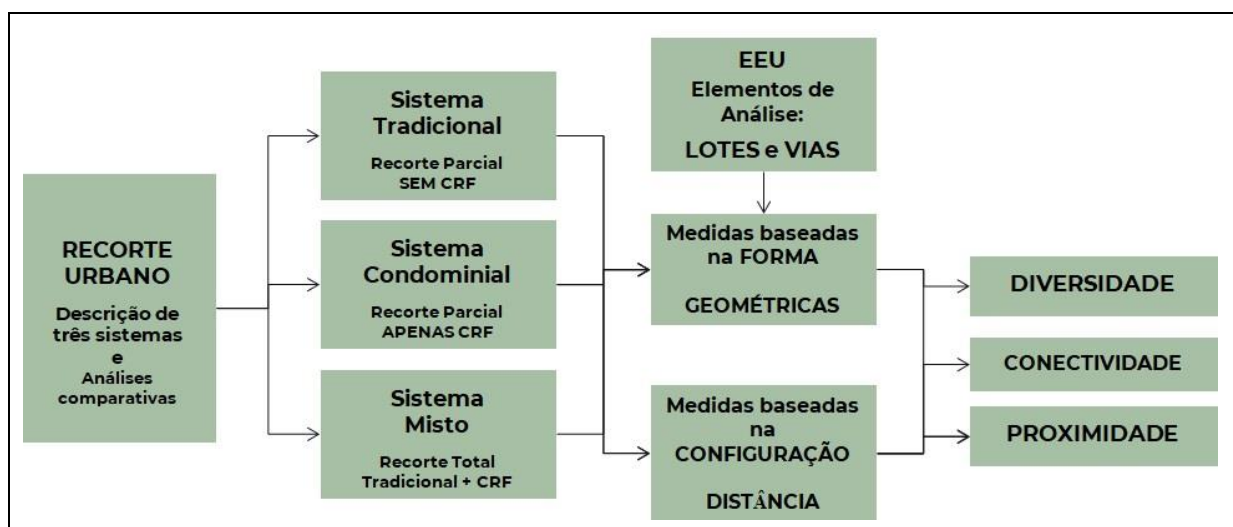 RECORTE
URBANO
Descrição de
três sistemas
e
Análises
comparativas
Sistema
Tradicional
Recorte Parcial
SEM CRF
Sistema
Condominial
Recorte Parcial
APENAS CRF
Sistema
Misto
Recorte Total
Tradicional + CRF
EEU
Elementos de
Análise:
LOTES e VIAS
Medidas baseadas
na FORMA
GEOMÉTRICAS
Medidas baseadas
na
CONFIGURAÇÃO
DISTÂNCIA
DIVERSIDADE
CONECTIVIDADE
PROXIMIDADE